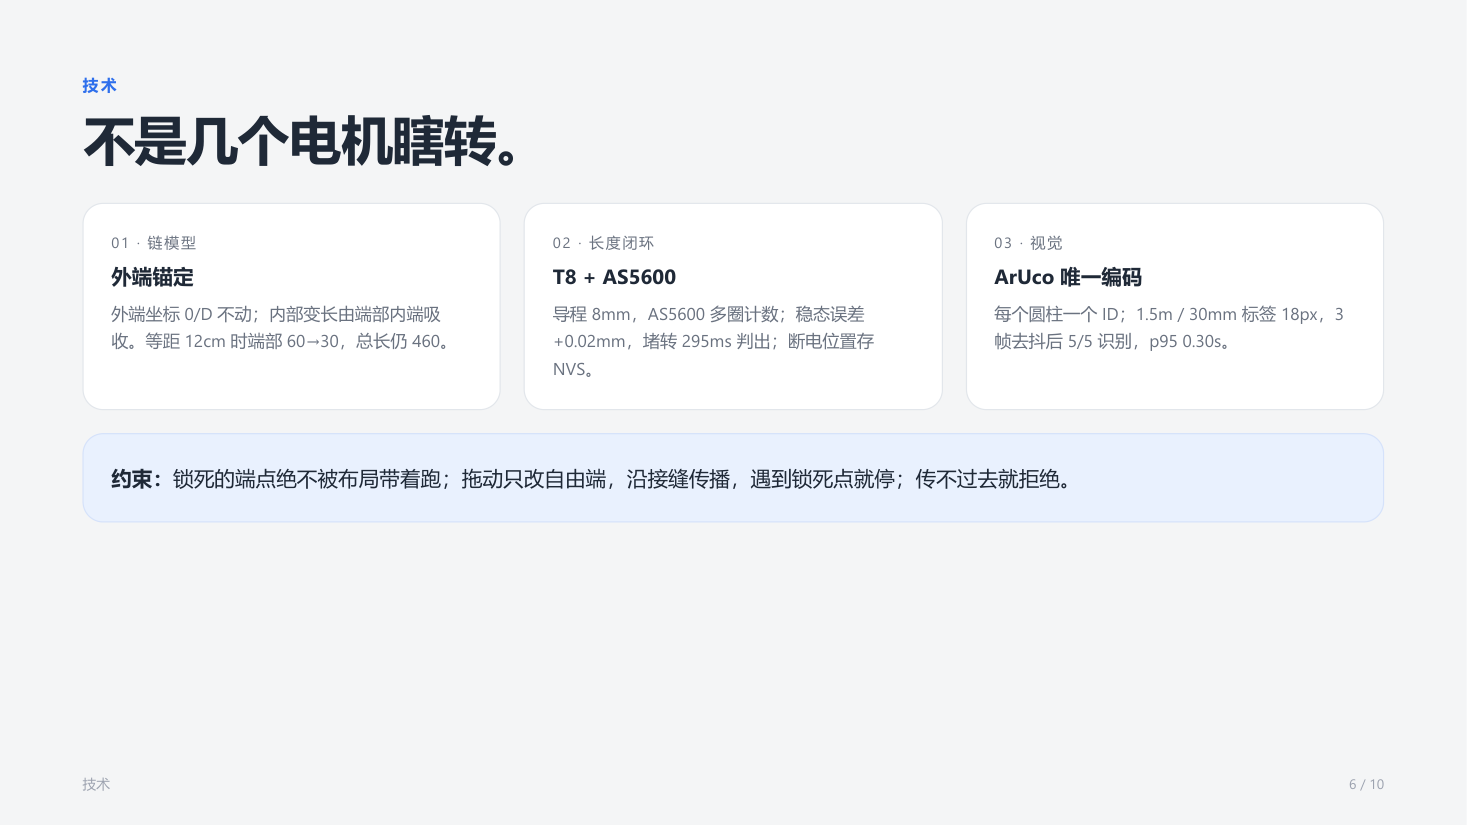 技术
不是几个电机瞎转。
01 · 链模型
外端锚定
外端坐标 0/D 不动；内部变长由端部内端吸
收。等距 12cm 时端部 60→30，总长仍 460。
02 · 长度闭环
T8 + AS5600
导程 8mm，AS5600 多圈计数；稳态误差
+0.02mm，堵转 295ms 判出；断电位置存
NVS。
03 · 视觉
ArUco 唯一编码
每个圆柱一个 ID；1.5m / 30mm 标签 18px，3
帧去抖后 5/5 识别，p95 0.30s。
约束：锁死的端点绝不被布局带着跑；拖动只改自由端，沿接缝传播，遇到锁死点就停；传不过去就拒绝。
技术
6 / 10